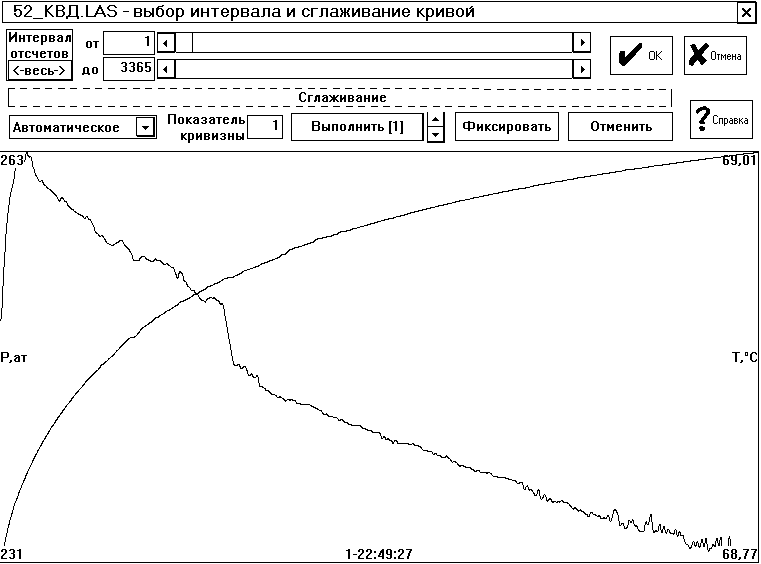 52_КВД.LAS - выбор интервала и сглаживание кривой
Интервал
отсчетов
<-весь->
от 1
до 3365
OK
Отмена
Сглаживание
Автоматическое
Показатель
кривизны
1
Выполнить [1]
Фиксировать
Отменить
? Справка
263
69,01
P,ат
T,°C
231
1-22:49:27
68,77